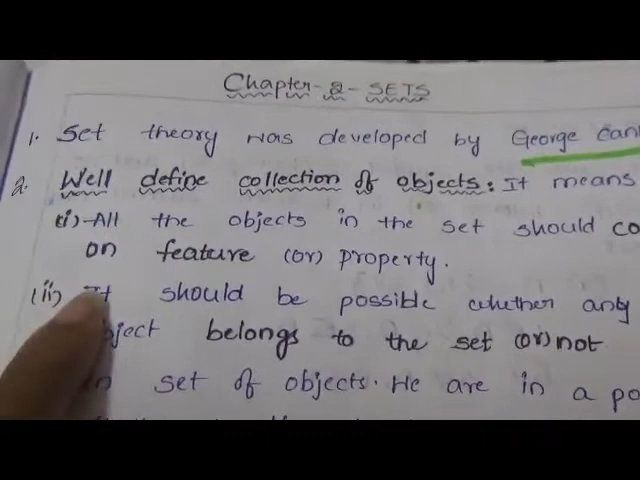 Chapter-2-SETS
1. Set theory was developed by George Can
2. Well define collection of objects: It means
(i)-All the objects in the set should co
on feature (or) property.
(ii) It should be possible whether any
bject belongs to the set (or) not
n set of objects. He are in a po